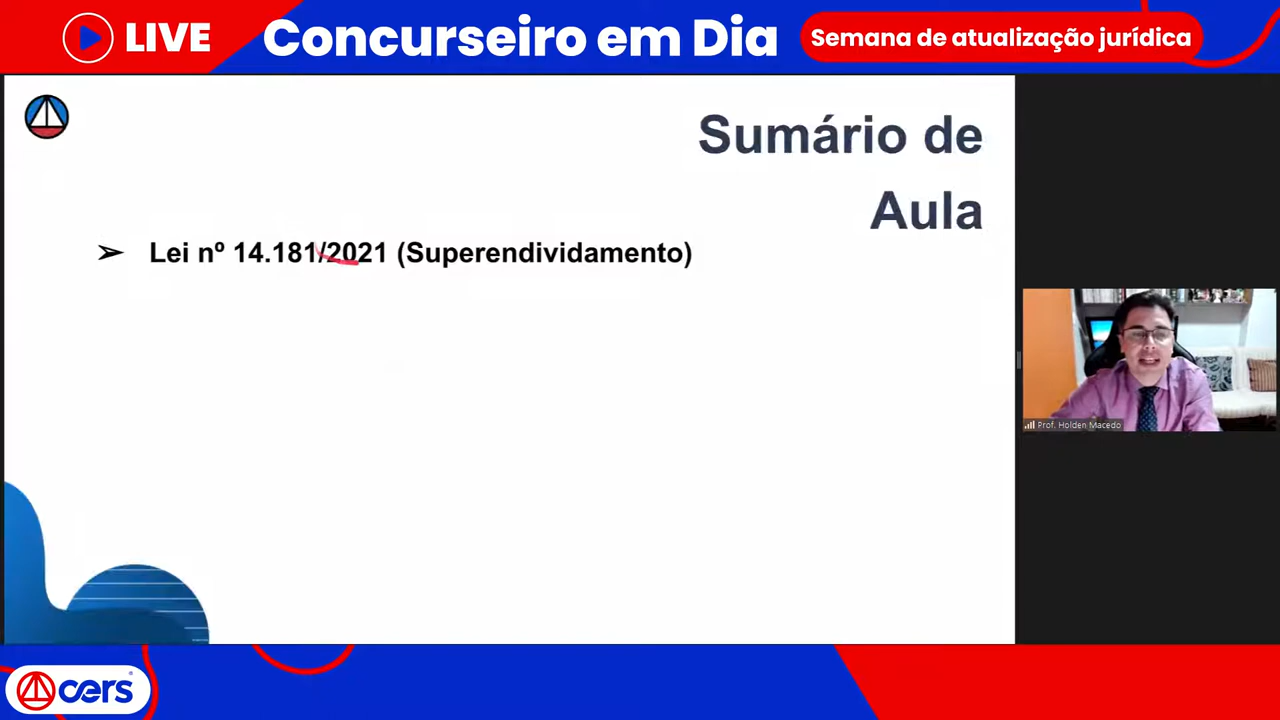 LIVE
Concurseiro em Dia
Semana de atualização jurídica
Sumário de
Aula
➢ Lei nº 14.181/2021 (Superendividamento)
Prof. Holden Macedo
cers